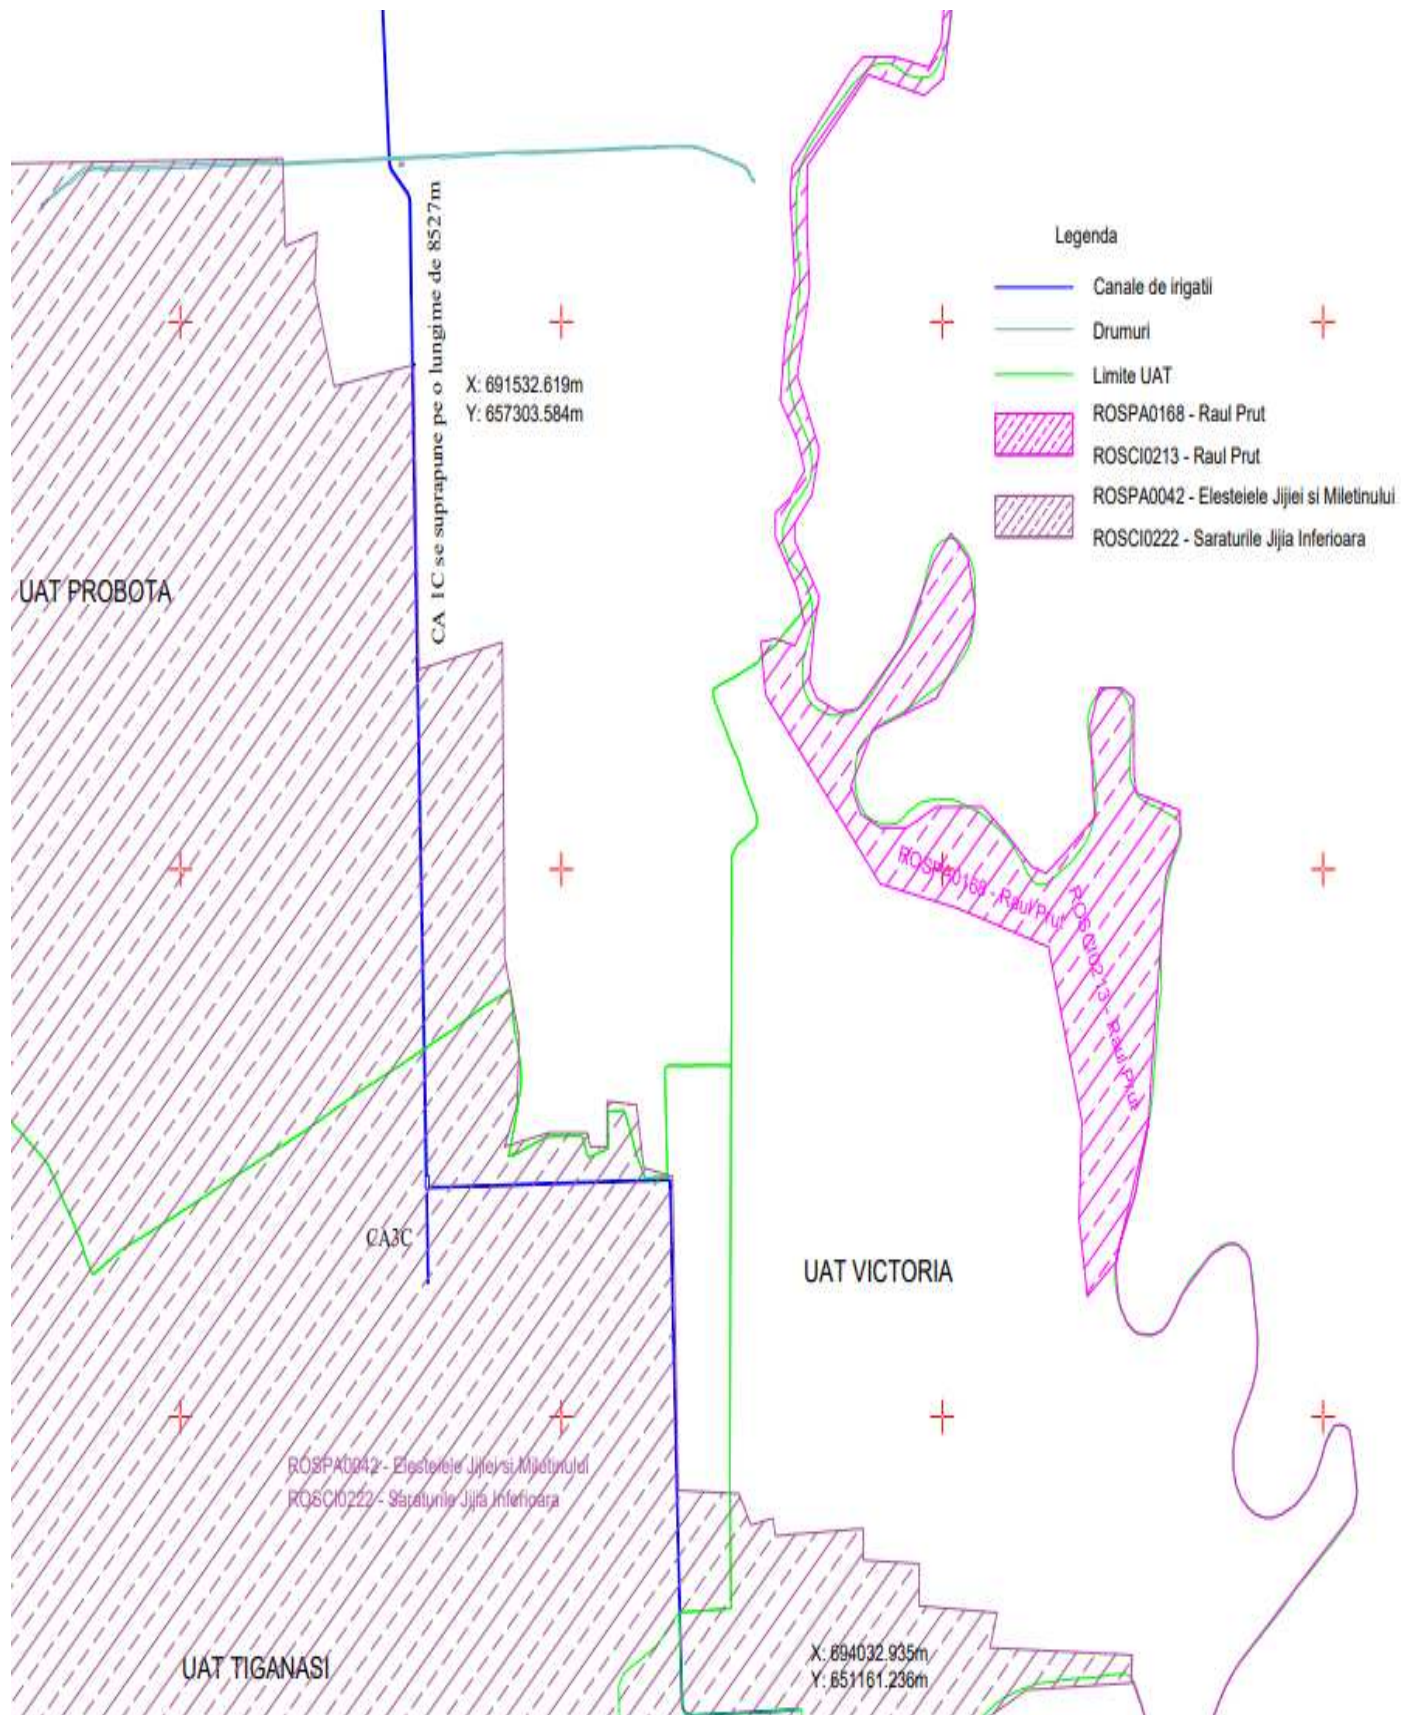 CA 1C se suprapune pe o lungime de 8527m
Legenda
Canale de irigatii
Drumuri
Limite UAT
ROSPA0168 - Raul Prut
ROSCI0213 - Raul Prut
ROSPA0042 - Elesteiele Jijiei si Miletinului
ROSCI0222 - Saraturile Jijia Inferioara
X: 691532.619m
Y: 657303.584m
UAT PROBOTA
ROSPA0168 - Raul Prut
ROSCI0213 - Raul Prut
CA3C
UAT VICTORIA
ROSPA0042 - Elesteiele Jijiei si Miletinului
ROSCI0222 - Saraturile Jijia Inferioara
X: 694032.935m
Y: 651161.236m
UAT TIGANASI